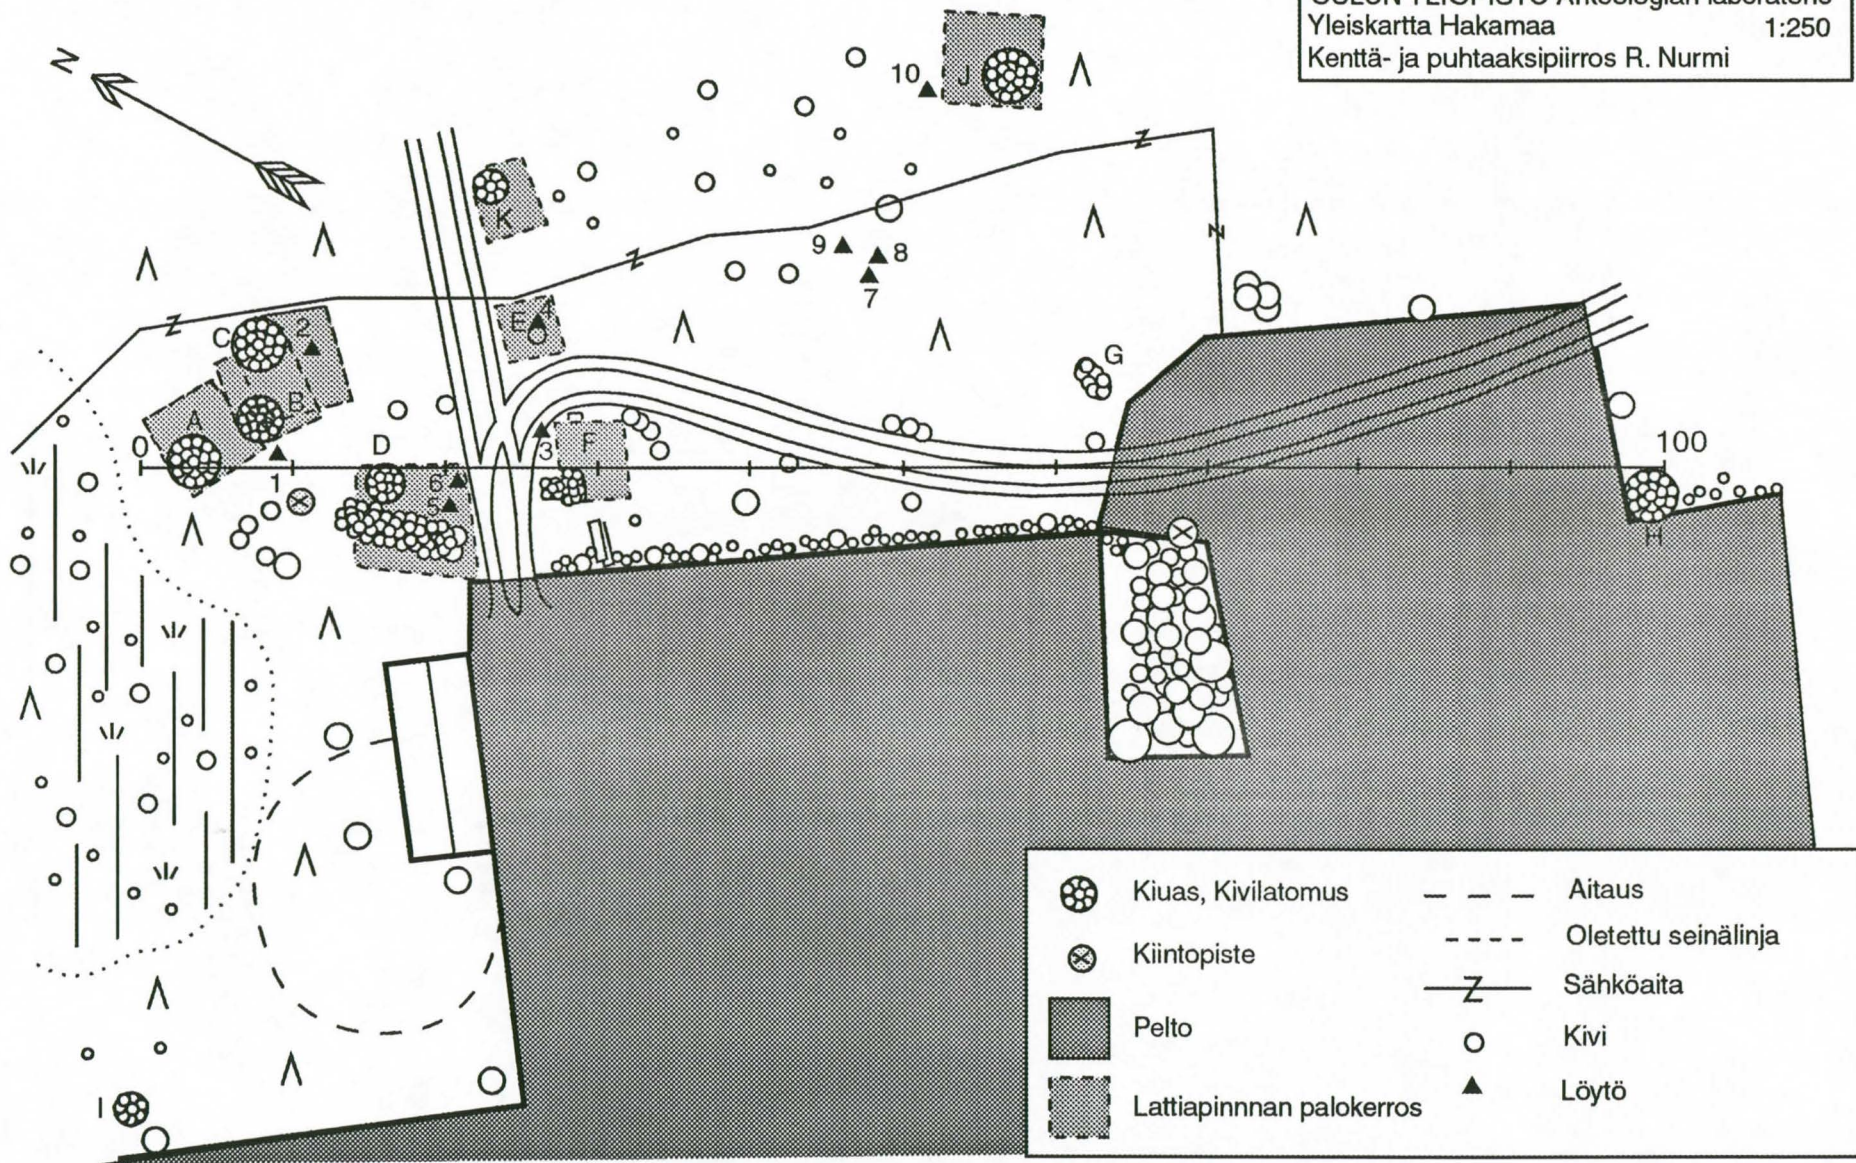 Yleiskartta Hakamaa 1:250
Kenttä- ja puhtaaksipiirros R. Nurmi
N
10
J
K
Z
Z
N
9
8
7
E
4
Z
C
2
B
A
G
0
D
3
F
100
1
6
5
H
I
Kiuas, Kivilatomus
Kiintopiste
Pelto
Lattiapinnnan palokerros
Aitaus
Oletettu seinälinja
Z Sähköaita
Kivi
Löytö